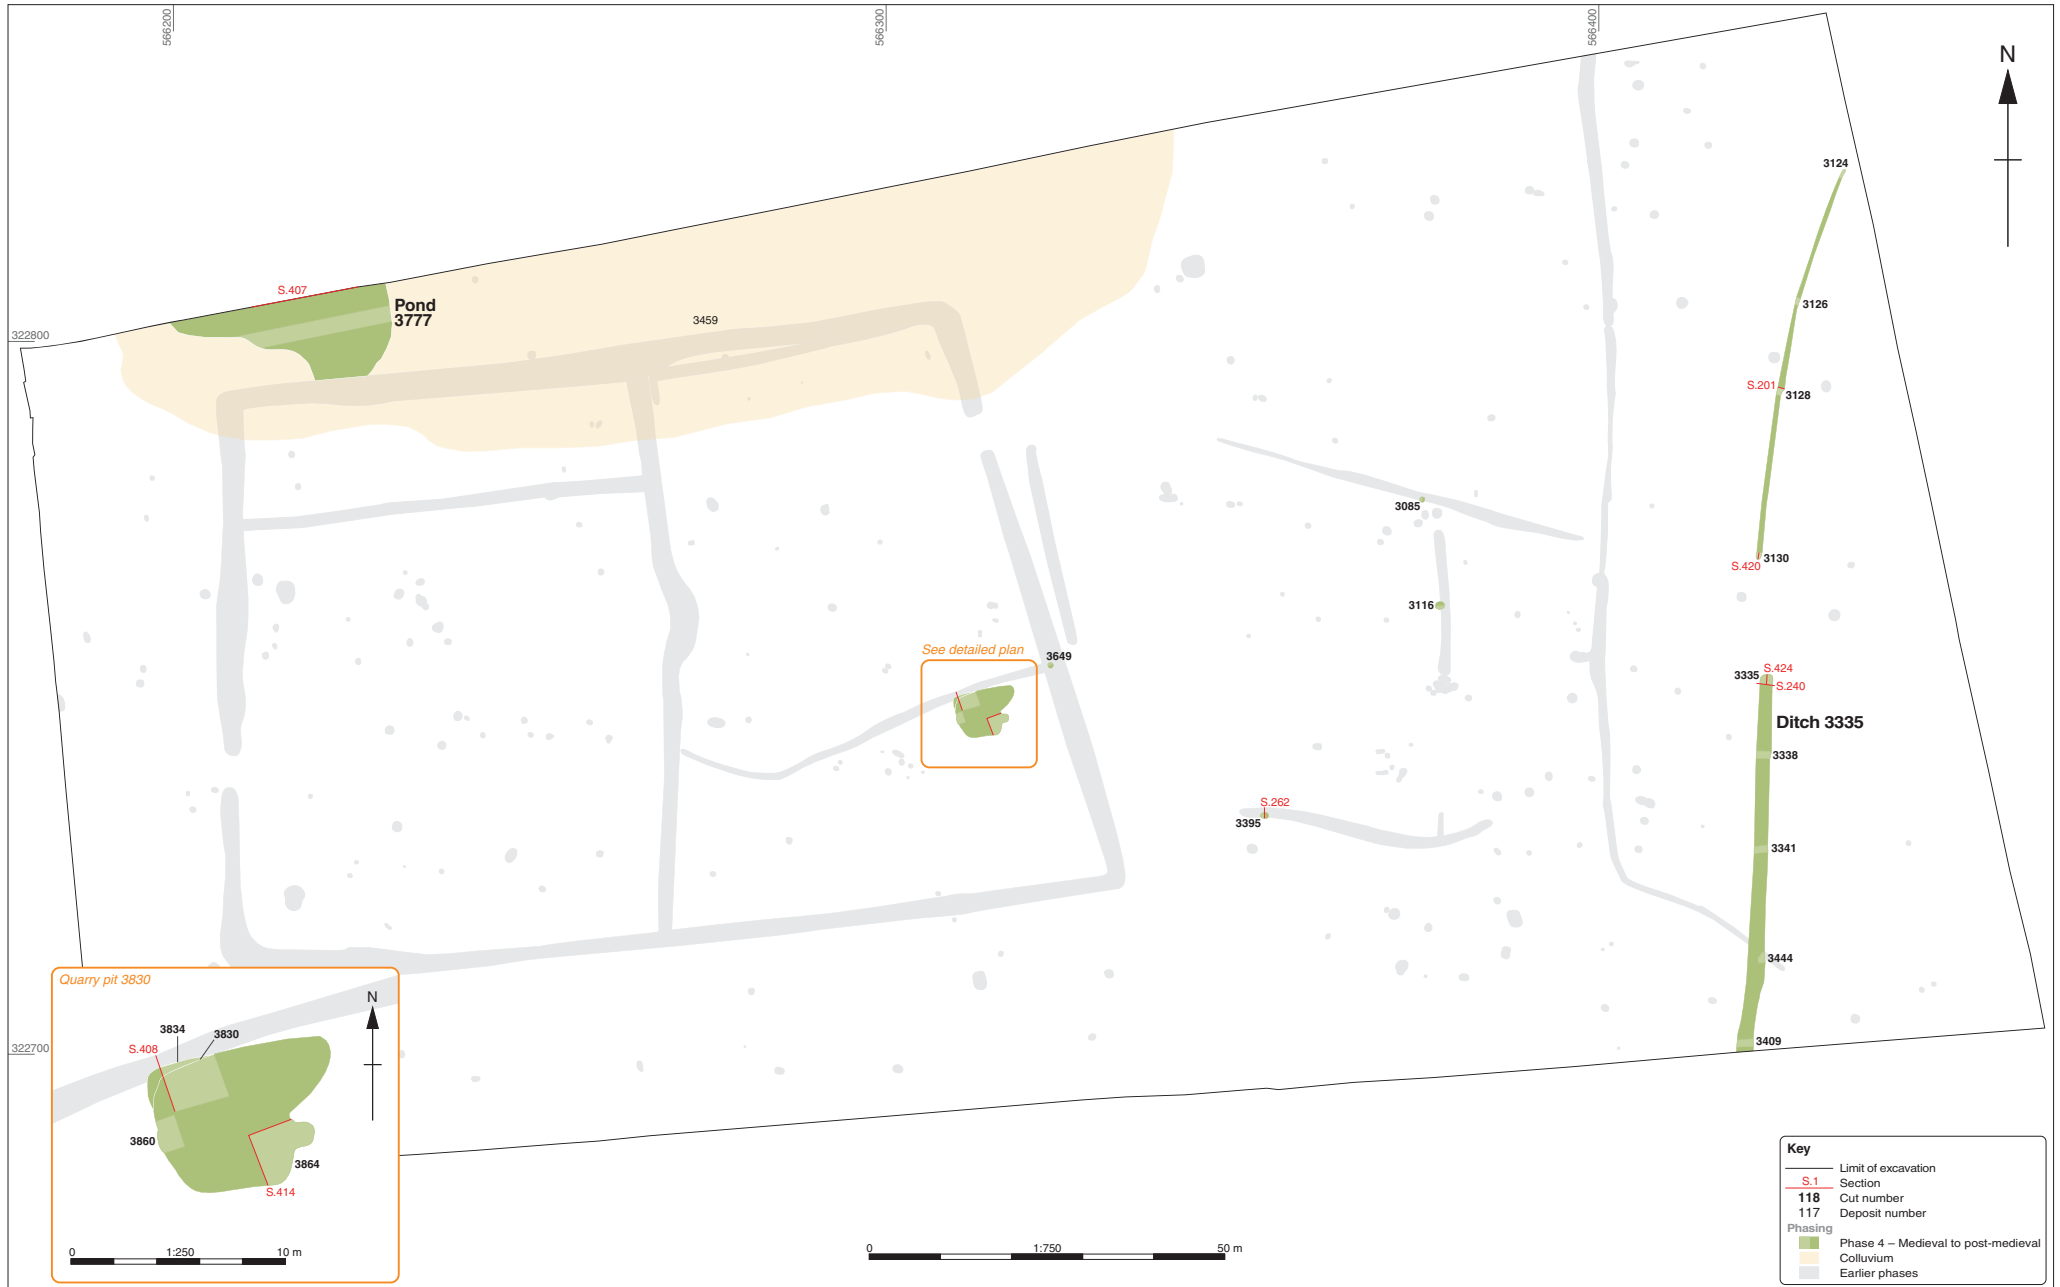 566200
566300
566400
N
3124
S.407
Pond
3777
3126
3459
322800
S.201
3128
3085
3130
S.420
3116
See detailed plan
3649
3335
S.424
S.240
Ditch 3335
3338
S.262
3395
3341
3444
3409
322700
Quarry pit 3830
N
3834
3830
S.408
3860
3864
S.414
0 1:250 10 m
0 1:750 50 m
Key
Limit of excavation
S.1 Section
118 Cut number
117 Deposit number
Phasing
Phase 4 – Medieval to post-medieval
Colluvium
Earlier phases